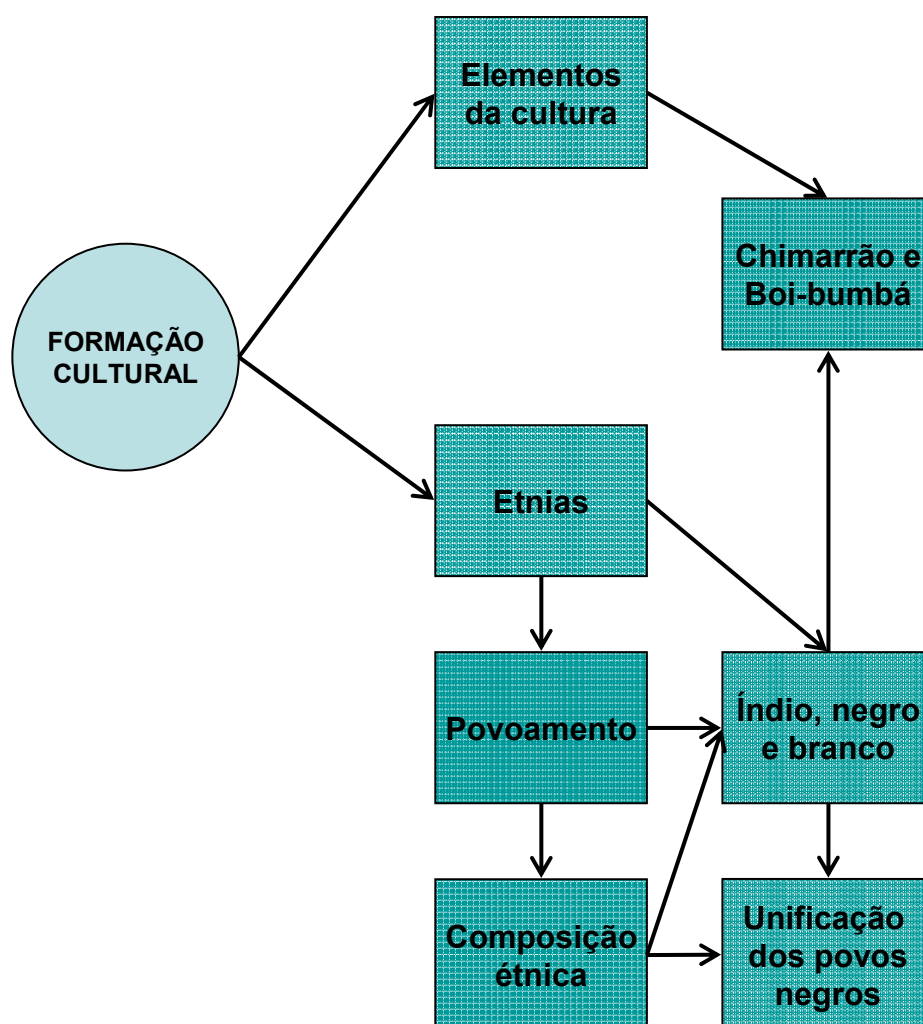 Elementos
da cultura
Chimarrão e
Boi-bumbá
FORMAÇÃO
CULTURAL
Etnias
Povoamento
Índio, negro
e branco
Composição
étnica
Unificação
dos povos
negros